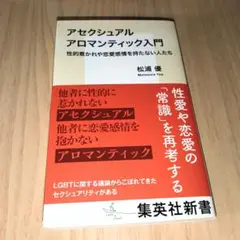 アセクシュアル
アロマンティック入門
性的惹かれや恋愛感情を持たない人たち
松浦 優
Matsuura Yuu
性愛や恋愛の
「常識」を再考する
他者に性的に
惹かれない
アセクシュアル
他者に恋愛感情を
抱かない
アロマンティック
LGBTに関する議論からこぼれてきた
セクシュアリティがある
集英社新書